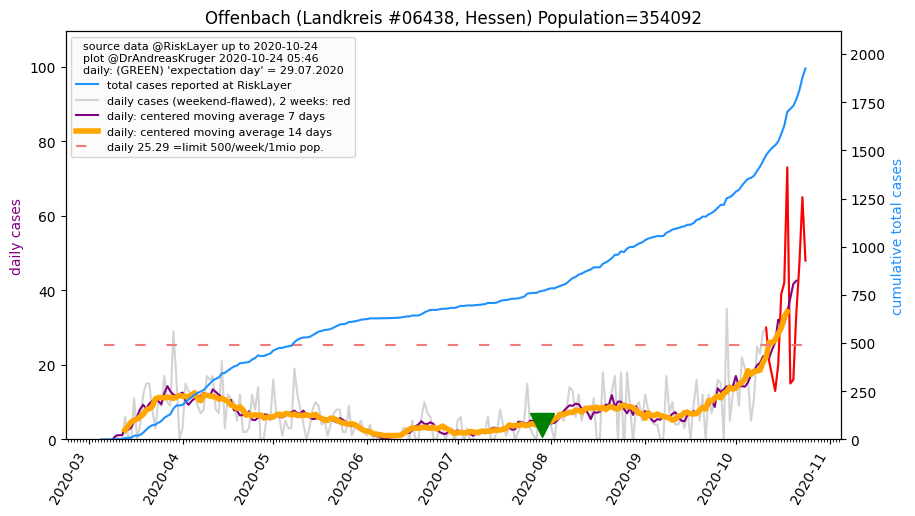 Offenbach (Landkreis #06438, Hessen) Population=354092
source data @RiskLayer up to 2020-10-24
plot @DrAndreasKruger 2020-10-24 05:46
daily: (GREEN) 'expectation day' = 29.07.2020
total cases reported at RiskLayer
daily cases (weekend-flawed), 2 weeks: red
daily: centered moving average 7 days
daily: centered moving average 14 days
daily 25.29 =limit 500/week/1mio pop.
daily cases
100
80
60
40
20
0
cumulative total cases
2000
1750
1500
1250
1000
750
500
250
0
2020-03
2020-04
2020-05
2020-06
2020-07
2020-08
2020-09
2020-10
2020-11